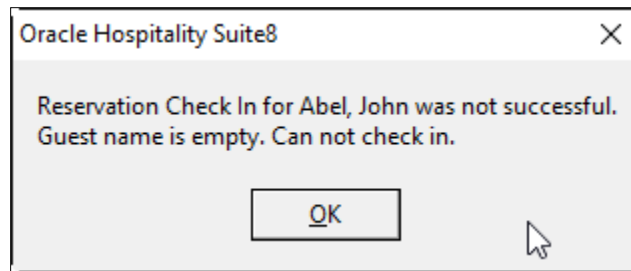 Oracle Hospitality Suite8
Reservation Check In for Abel, John was not successful.
Guest name is empty. Can not check in.
OK